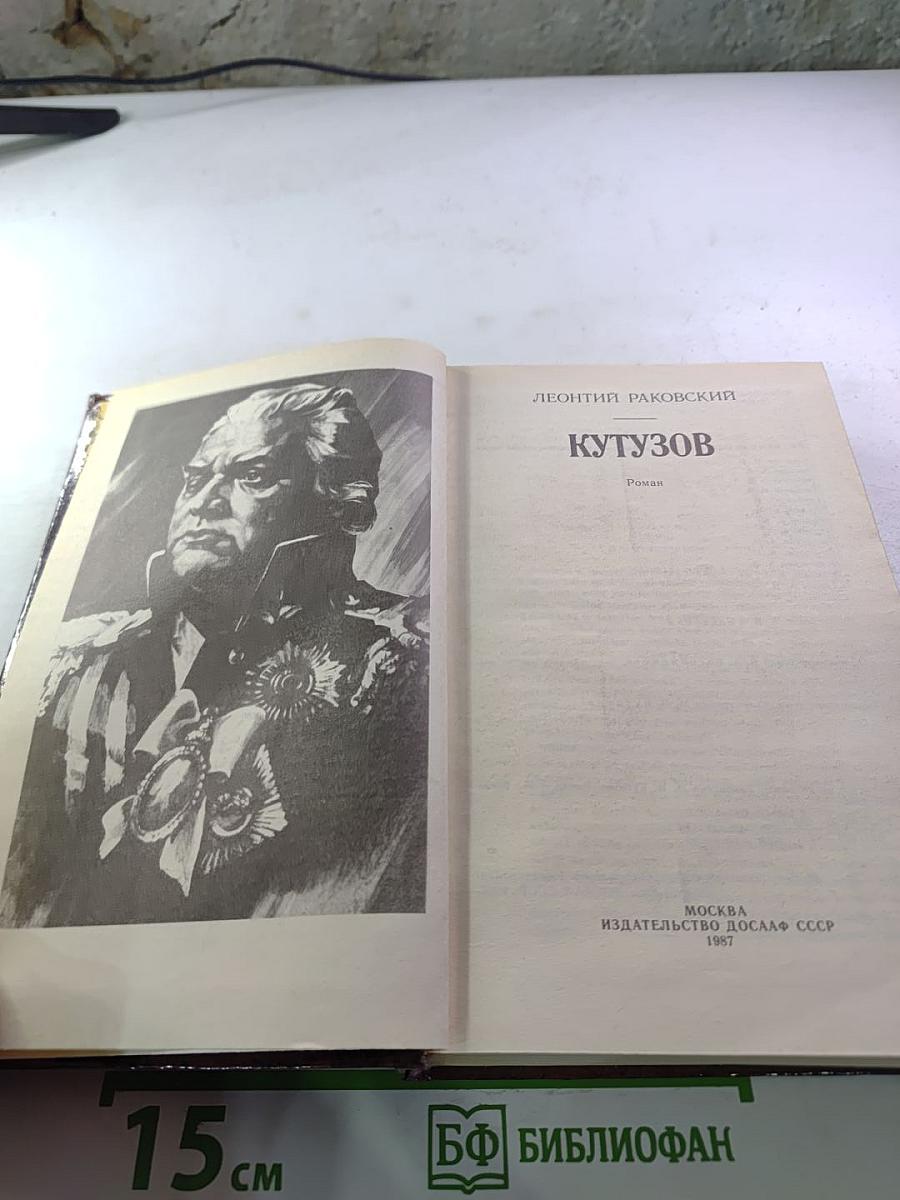 ЛЕОНТИЙ РАКОВСКИЙ
КУТУЗОВ
Роман
МОСКВА
ИЗДАТЕЛЬСТВО ДОСААФ СССР
1987
15 см
БФ БИБЛИОФАН